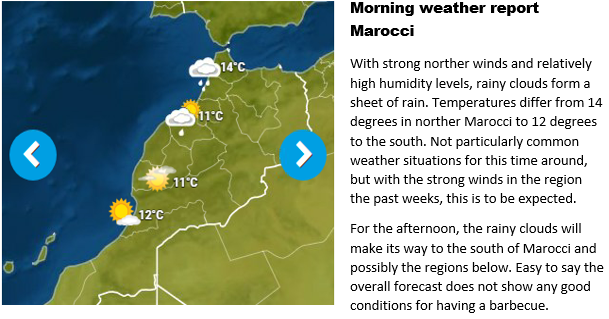 Morning weather report
Marocci
With strong norther winds and relatively
high humidity levels, rainy clouds form a
sheet of rain. Temperatures differ from 14
degrees in norther Marocci to 12 degrees
to the south. Not particularly common
weather situations for this time around,
but with the strong winds in the region
the past weeks, this is to be expected.
For the afternoon, the rainy clouds will
make its way to the south of Marocci and
possibly the regions below. Easy to say the
overall forecast does not show any good
conditions for having a barbecue.
14°C
11°C
11°C
12°C